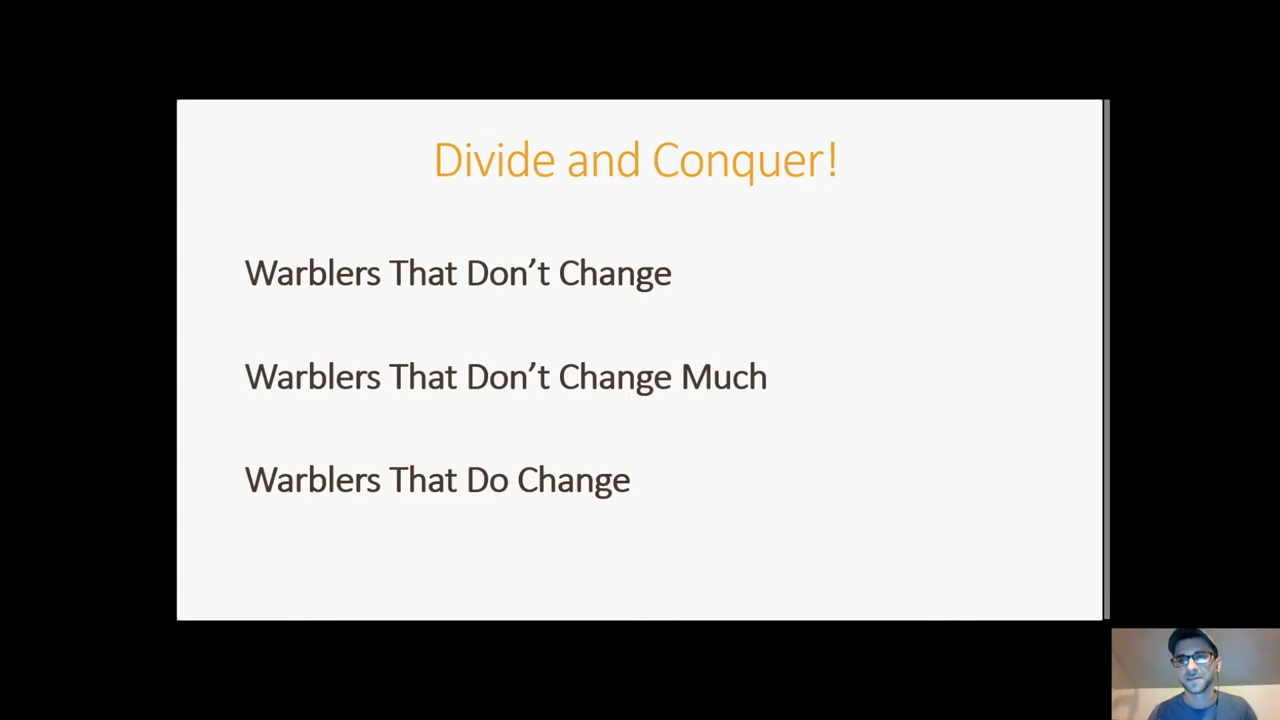 Divide and Conquer!
Warblers That Don’t Change
Warblers That Don’t Change Much
Warblers That Do Change